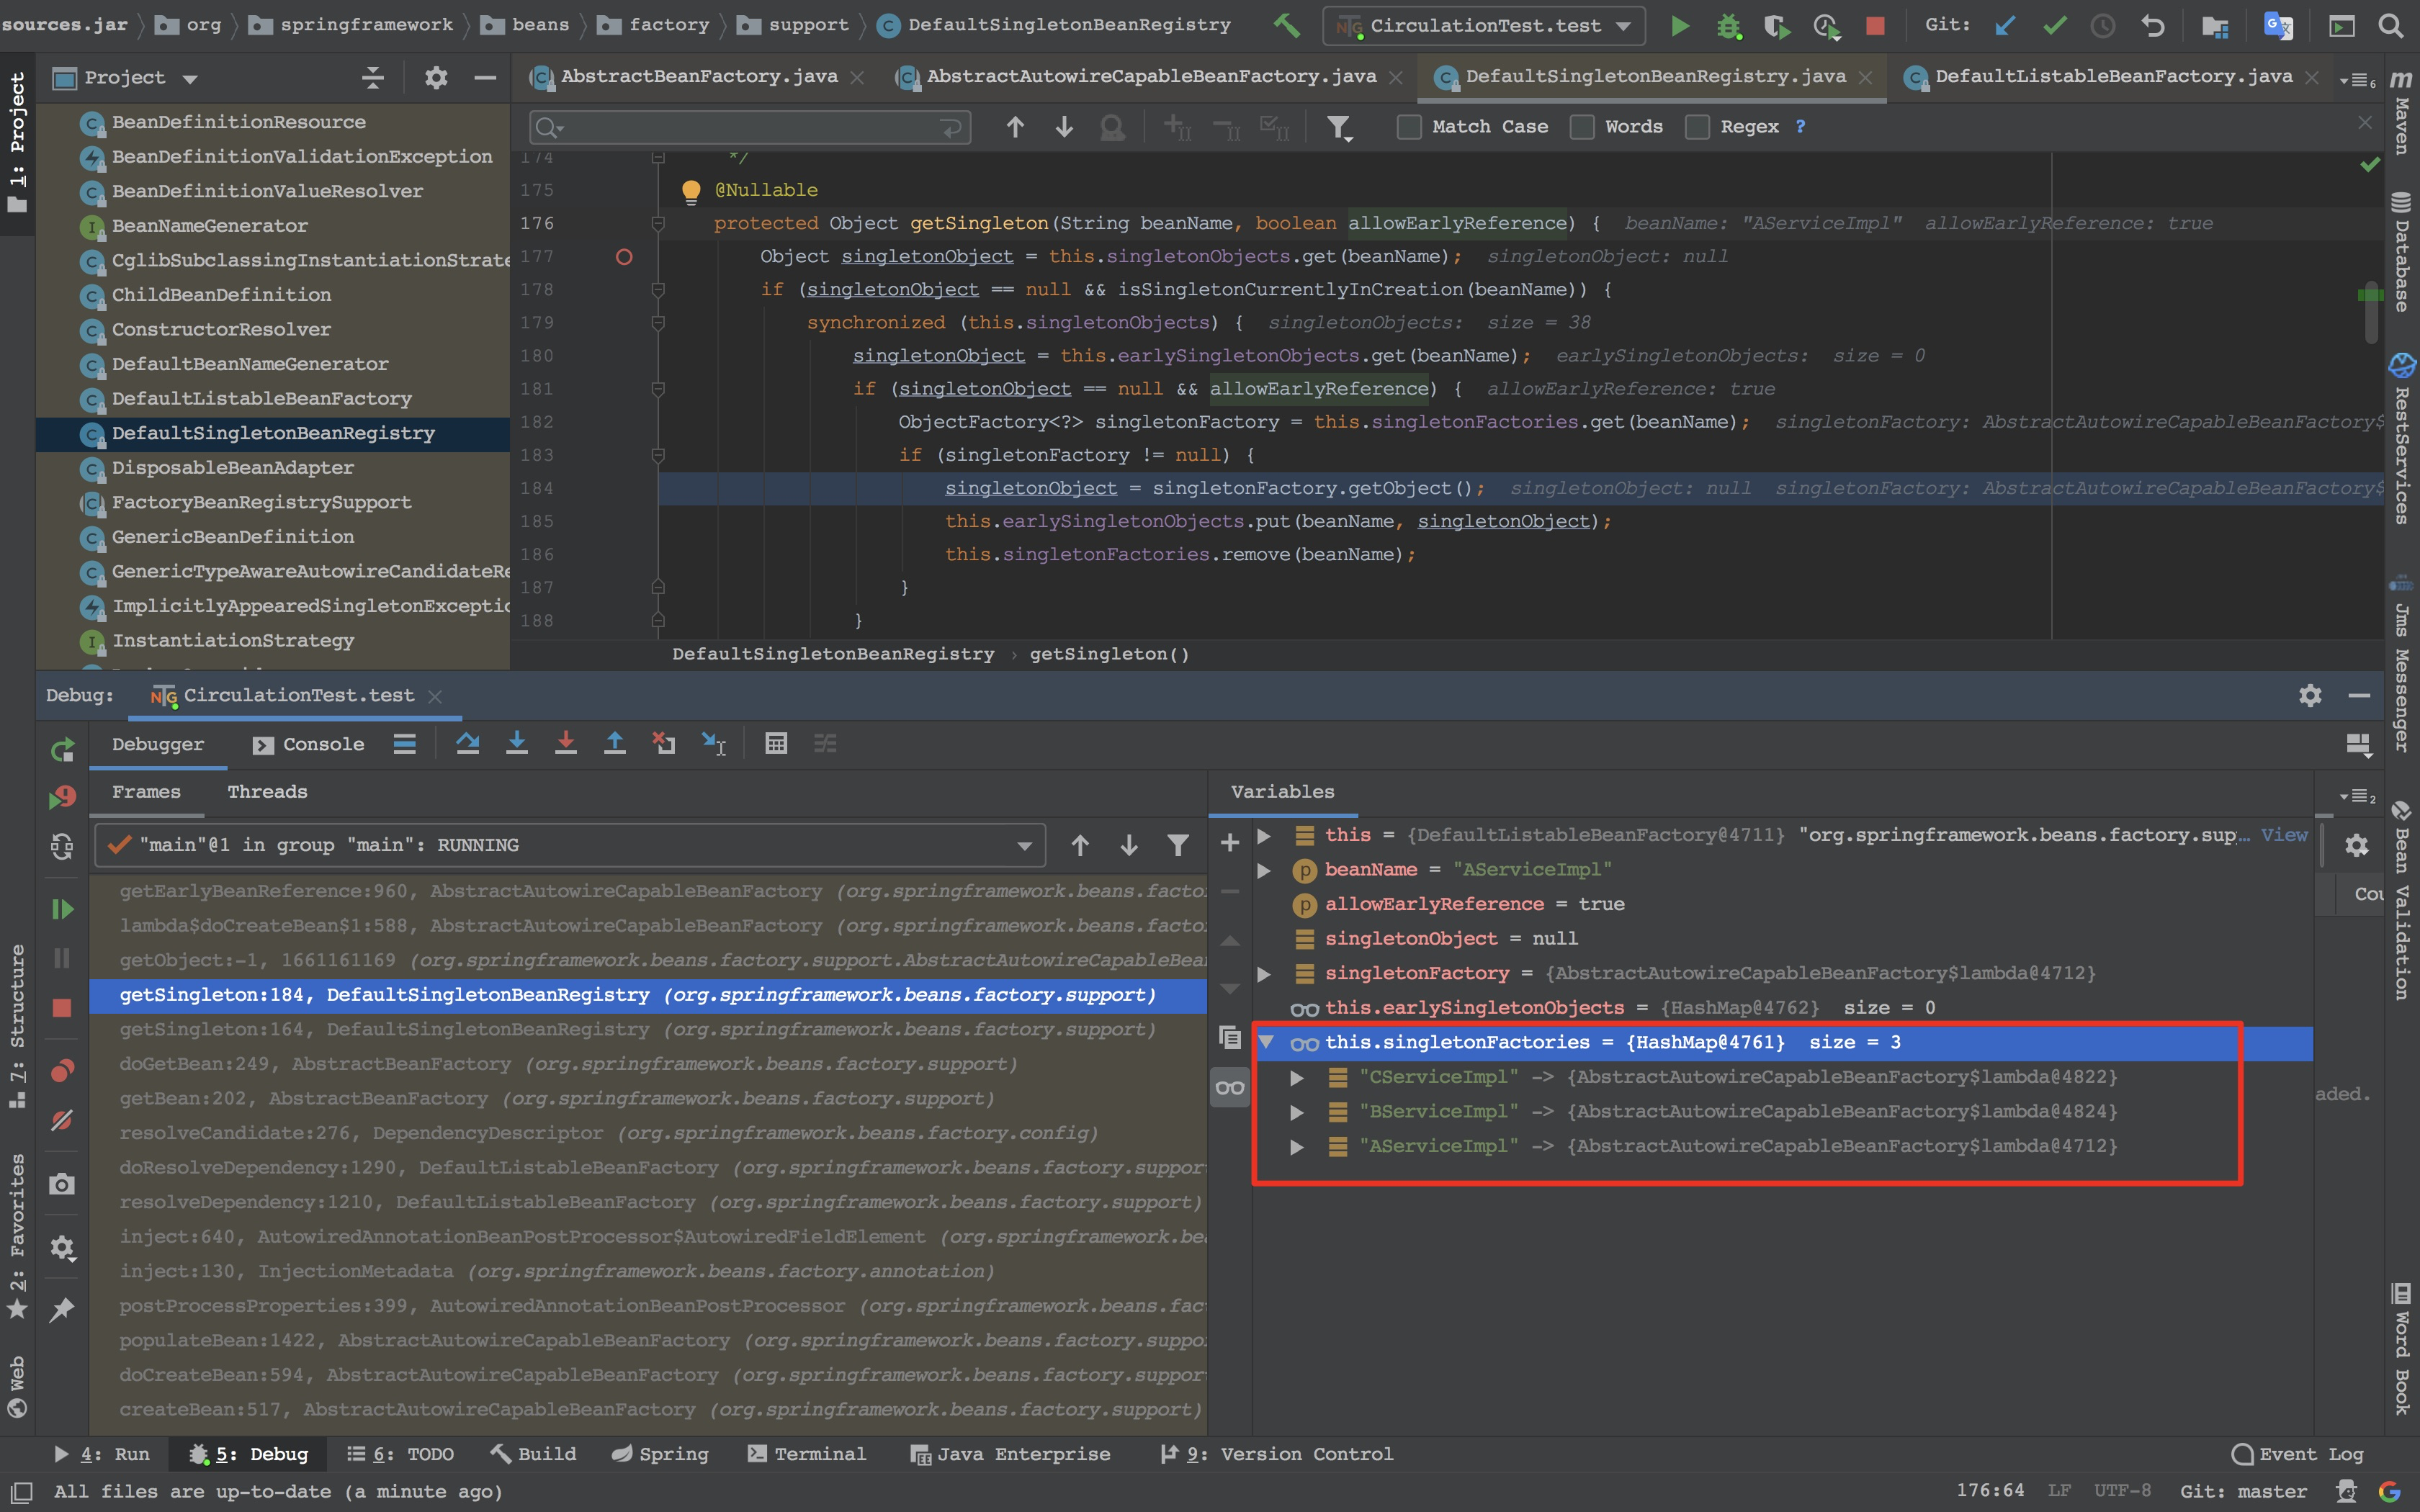 sources.jar org springframework beans factory support DefaultSingletonBeanRegistry CirculationTest.test Git:
Project
AbstractBeanFactory.java AbstractAutowireCapableBeanFactory.java DefaultSingletonBeanRegistry.java DefaultListableBeanFactory.java 6
Match Case Words Regex ?
BeanDefinitionResource
BeanDefinitionValidationException
BeanDefinitionValueResolver
BeanNameGenerator
CglibSubclassingInstantiationStrate
ChildBeanDefinition
ConstructorResolver
DefaultBeanNameGenerator
DefaultListableBeanFactory
DefaultSingletonBeanRegistry
DisposableBeanAdapter
FactoryBeanRegistrySupport
GenericBeanDefinition
GenericTypeAwareAutowireCandidateRe
ImplicitlyAppearedSingletonExceptio
InstantiationStrategy
174 */
175 @Nullable
176 protected Object getSingleton(String beanName, boolean allowEarlyReference) { beanName: "AServiceImpl" allowEarlyReference: true
177 Object singletonObject = this.singletonObjects.get(beanName); singletonObject: null
178 if (singletonObject == null && isSingletonCurrentlyInCreation(beanName)) {
179 synchronized (this.singletonObjects) { singletonObjects: size = 38
180 singletonObject = this.earlySingletonObjects.get(beanName); earlySingletonObjects: size = 0
181 if (singletonObject == null && allowEarlyReference) { allowEarlyReference: true
182 ObjectFactory<?> singletonFactory = this.singletonFactories.get(beanName); singletonFactory: AbstractAutowireCapableBeanFactory$
183 if (singletonFactory != null) {
184 singletonObject = singletonFactory.getObject(); singletonObject: null singletonFactory: AbstractAutowireCapableBeanFactory$
185 this.earlySingletonObjects.put(beanName, singletonObject);
186 this.singletonFactories.remove(beanName);
187 }
188 }
DefaultSingletonBeanRegistry › getSingleton()
Debug: CirculationTest.test
Debugger Console
Frames Threads
"main"@1 in group "main": RUNNING
getEarlyBeanReference:960, AbstractAutowireCapableBeanFactory (org.springframework.beans.facto
lambda$doCreateBean$1:588, AbstractAutowireCapableBeanFactory (org.springframework.beans.facto
getObject:-1, 1661161169 (org.springframework.beans.factory.support.AbstractAutowireCapableBea
getSingleton:184, DefaultSingletonBeanRegistry (org.springframework.beans.factory.support)
getSingleton:164, DefaultSingletonBeanRegistry (org.springframework.beans.factory.support)
doGetBean:249, AbstractBeanFactory (org.springframework.beans.factory.support)
getBean:202, AbstractBeanFactory (org.springframework.beans.factory.support)
resolveCandidate:276, DependencyDescriptor (org.springframework.beans.factory.config)
doResolveDependency:1290, DefaultListableBeanFactory (org.springframework.beans.factory.suppor
resolveDependency:1210, DefaultListableBeanFactory (org.springframework.beans.factory.support)
inject:640, AutowiredAnnotationBeanPostProcessor$AutowiredFieldElement (org.springframework.be
inject:130, InjectionMetadata (org.springframework.beans.factory.annotation)
postProcessProperties:399, AutowiredAnnotationBeanPostProcessor (org.springframework.beans.fac
populateBean:1422, AbstractAutowireCapableBeanFactory (org.springframework.beans.factory.suppo
doCreateBean:594, AbstractAutowireCapableBeanFactory (org.springframework.beans.factory.suppor
createBean:517, AbstractAutowireCapableBeanFactory (org.springframework.beans.factory.support)
Variables
this = {DefaultListableBeanFactory@4711} "org.springframework.beans.factory.sup... View
beanName = "AServiceImpl"
allowEarlyReference = true
singletonObject = null
singletonFactory = {AbstractAutowireCapableBeanFactory$lambda@4712}
this.earlySingletonObjects = {HashMap@4762} size = 0
this.singletonFactories = {HashMap@4761} size = 3
"CServiceImpl" -> {AbstractAutowireCapableBeanFactory$lambda@4822}
"BServiceImpl" -> {AbstractAutowireCapableBeanFactory$lambda@4824}
"AServiceImpl" -> {AbstractAutowireCapableBeanFactory$lambda@4712}
2
Cou
aded.
1: Project
7: Structure
2: Favorites
Web
Maven
Database
RestServices
Jms Messenger
Bean Validation
Word Book
4: Run 5: Debug 6: TODO Build Spring Terminal Java Enterprise 9: Version Control Event Log
All files are up-to-date (a minute ago) 176:64 LF UTF-8 Git: master